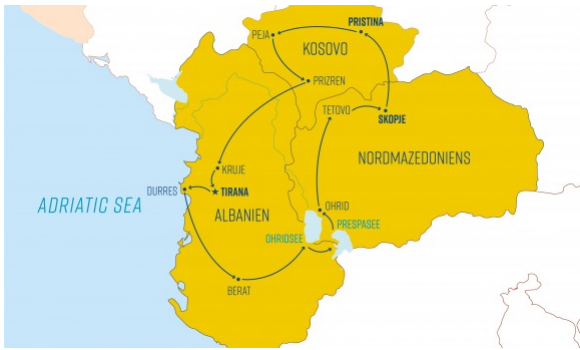 PRISTINA
PEJA
KOSOVO
PRIZREN
TETOVO
SKOPJE
NORDMAZEDONIENS
KRUJE
DURRES
TIRANA
ADRIATIC SEA
ALBANIEN
OHRID
PRESPASEE
OHRIDSEE
BERAT